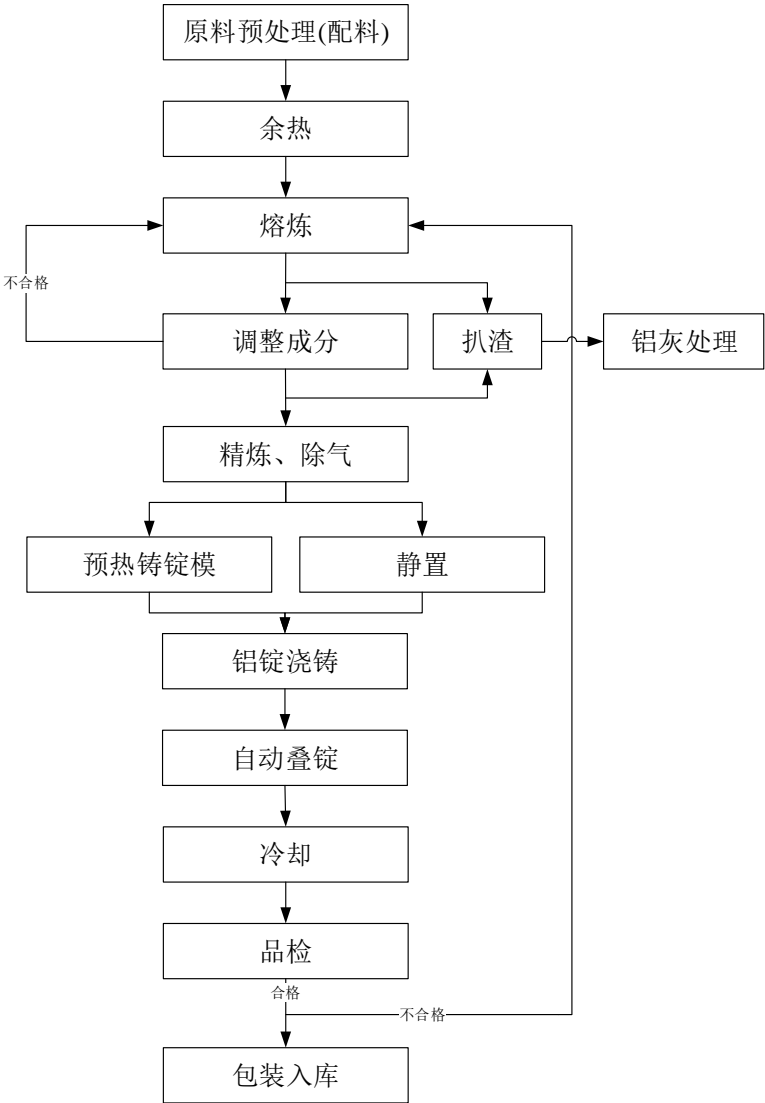 原料预处理(配料)
余热
熔炼
不合格
调整成分
扒渣
铝灰处理
精炼、除气
预热铸锭模
静置
铝锭浇铸
自动叠锭
冷却
品检
合格
不合格
包装入库